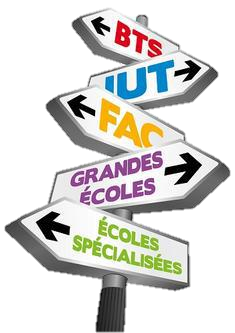 BTS
IUT
FAC
GRANDES
ÉCOLES
ÉCOLES
SPÉCIALISÉES